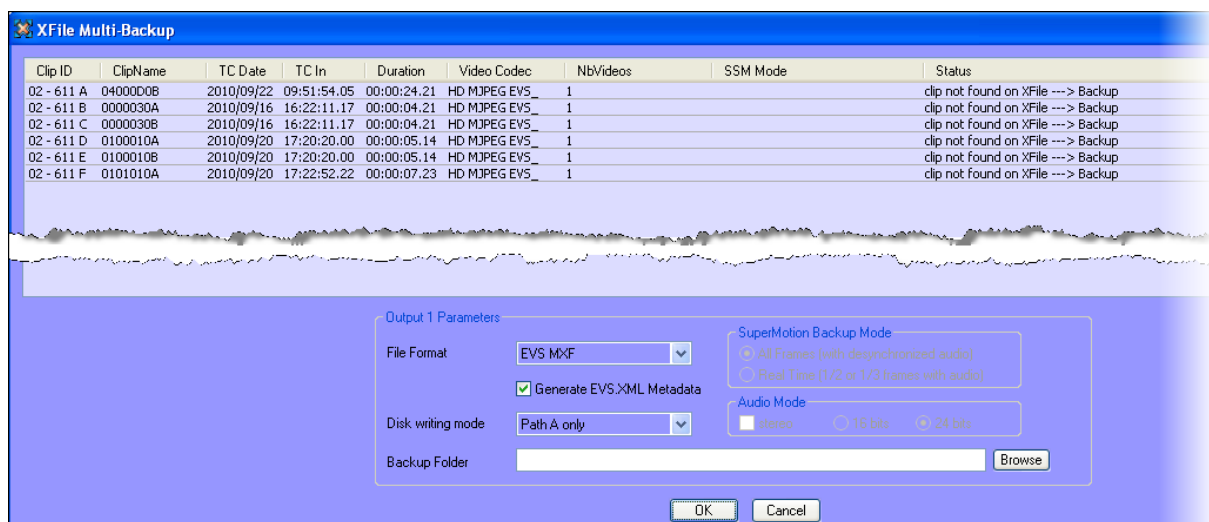 XFile Multi-Backup
Clip ID ClipName TC Date TC In Duration Video Codec NbVideos SSM Mode Status
02 - 611 A 04000D0B 2010/09/22 09:51:54.05 00:00:24.21 HD MJPEG EVS_ 1 clip not found on XFile ---> Backup
02 - 611 B 0000030A 2010/09/16 16:22:11.17 00:00:04.21 HD MJPEG EVS_ 1 clip not found on XFile ---> Backup
02 - 611 C 0000030B 2010/09/16 16:22:11.17 00:00:04.21 HD MJPEG EVS_ 1 clip not found on XFile ---> Backup
02 - 611 D 0100010A 2010/09/20 17:20:20.00 00:00:05.14 HD MJPEG EVS_ 1 clip not found on XFile ---> Backup
02 - 611 E 0100010B 2010/09/20 17:20:20.00 00:00:05.14 HD MJPEG EVS_ 1 clip not found on XFile ---> Backup
02 - 611 F 0101010A 2010/09/20 17:22:52.22 00:00:07.23 HD MJPEG EVS_ 1 clip not found on XFile ---> Backup
Output 1 Parameters
File Format EVS MXF
Generate EVS.XML Metadata
Disk writing mode Path A only
Backup Folder Browse
SuperMotion Backup Mode
All frames (with desynchronised audio)
Audio Mode
16 bits 24 bits
OK Cancel